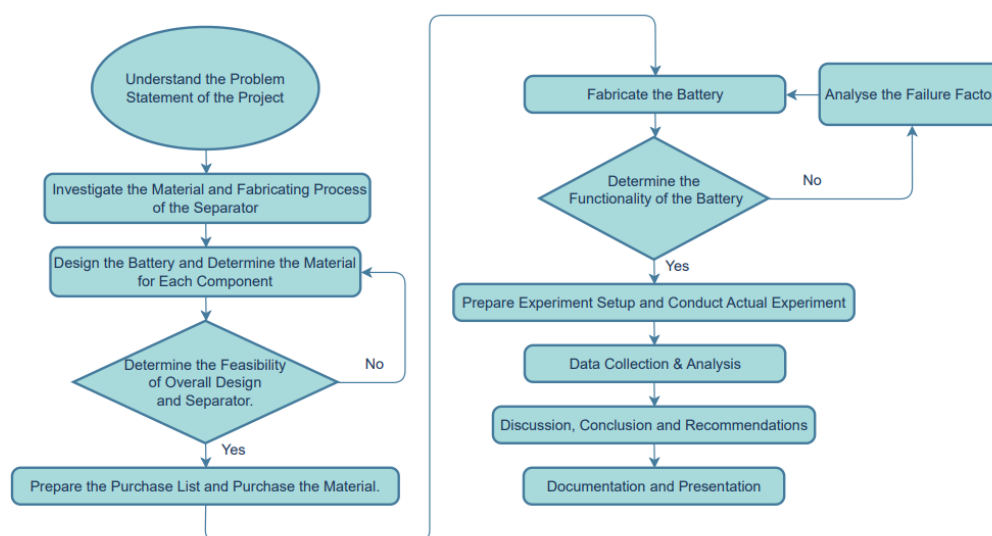 Understand the Problem
Statement of the Project
Investigate the Material and Fabricating Process
of the Separator
Design the Battery and Determine the Material
for Each Component
Determine the Feasibility
of Overall Design
and Separator.
No
Yes
Prepare the Purchase List and Purchase the Material.
Fabricate the Battery
Analyse the Failure Facto
Determine the
Functionality of the Battery
No
Yes
Prepare Experiment Setup and Conduct Actual Experiment
Data Collection & Analysis
Discussion, Conclusion and Recommendations
Documentation and Presentation